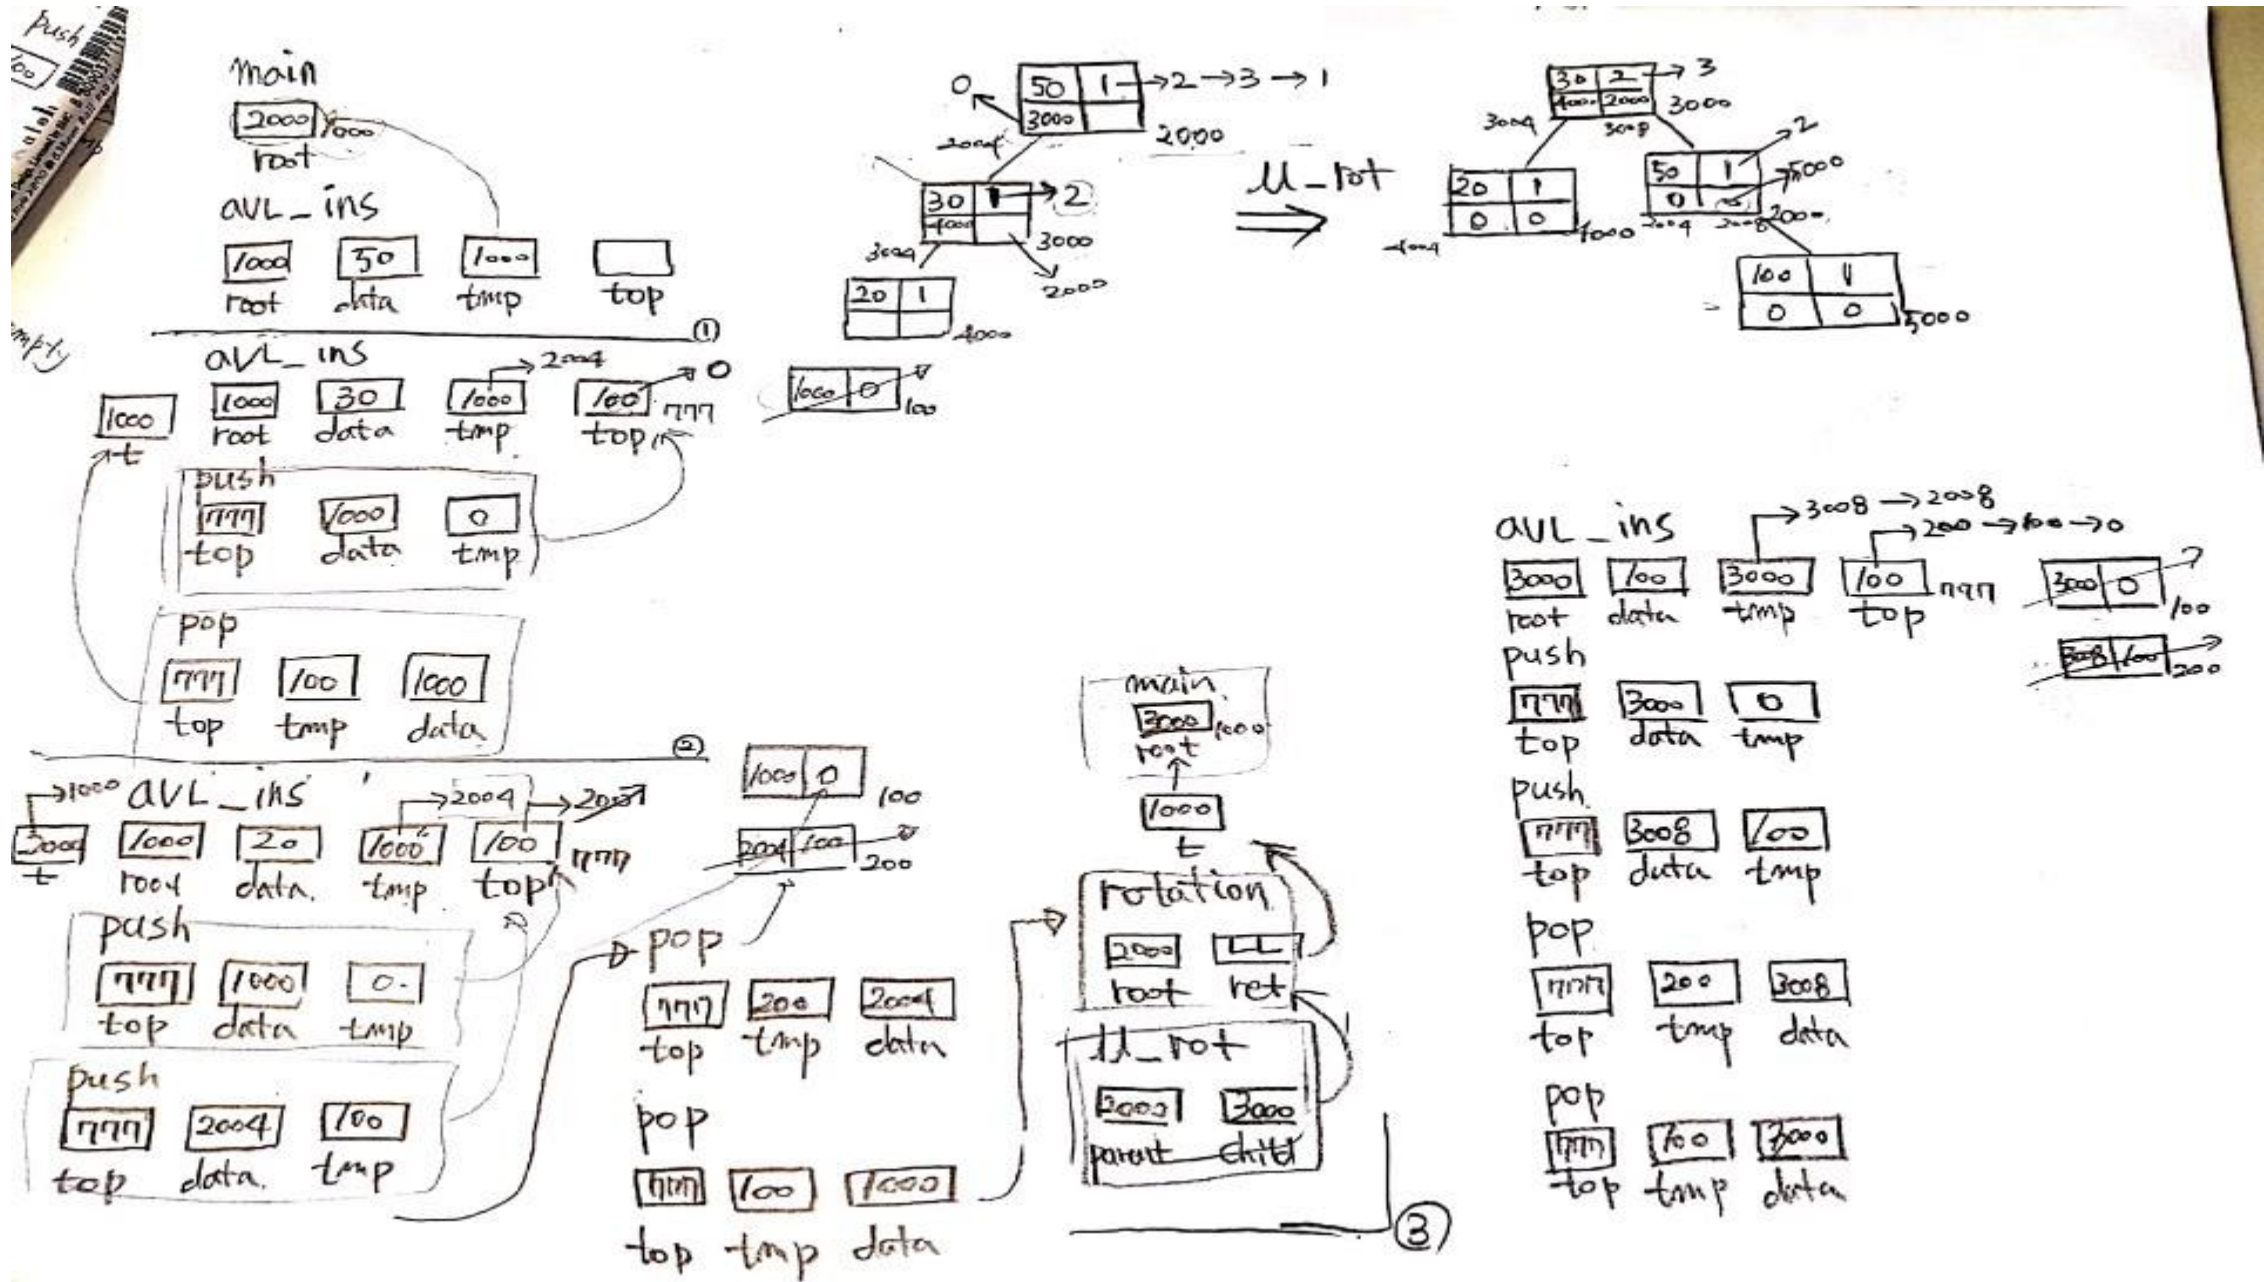 push
main
2000 1000
root
avL_ins
1000 50 1000
root data tmp top
①
avL_ins
2004 0
1000 1000 30 1000 100 777
t root data tmp top
push
777 1000 0
top data tmp
pop
777 100 1000
top tmp data
②
1000 avL_ins 2004
3000 1000 20 1000 100 777
t root data. tmp top
push
777 1000 0
top data tmp
push
777 2004 100
top data. tmp
0 50 1 2 3 1
3000
2004 2000
30 1 2
4000
3004 3000
2000
20 1
4000
1000 0
100
ll_rot
30 2 3
4000 2000 3000
3004 3008
20 1
0 0
4004 4000
50 1 2
0 5000
2004 2008 2000
100 1
0 0
5000
1000 0
100
2004 100
200
pop
777 200 2004
top tmp data
pop
777 100 1000
top tmp data
main
3000 1000
root
1000
t
rotation
2000 LL
root ret
ll_rot
2000 3000
parent child
③
avL_ins
3008 2008
200 100 0
3000 100 3000 100 777
root data tmp top
3000 0
100
3008 100
200
push
777 3000 0
top data tmp
push
777 3008 100
top data tmp
pop
777 200 3008
top tmp data
pop
777 100 3000
top tmp data